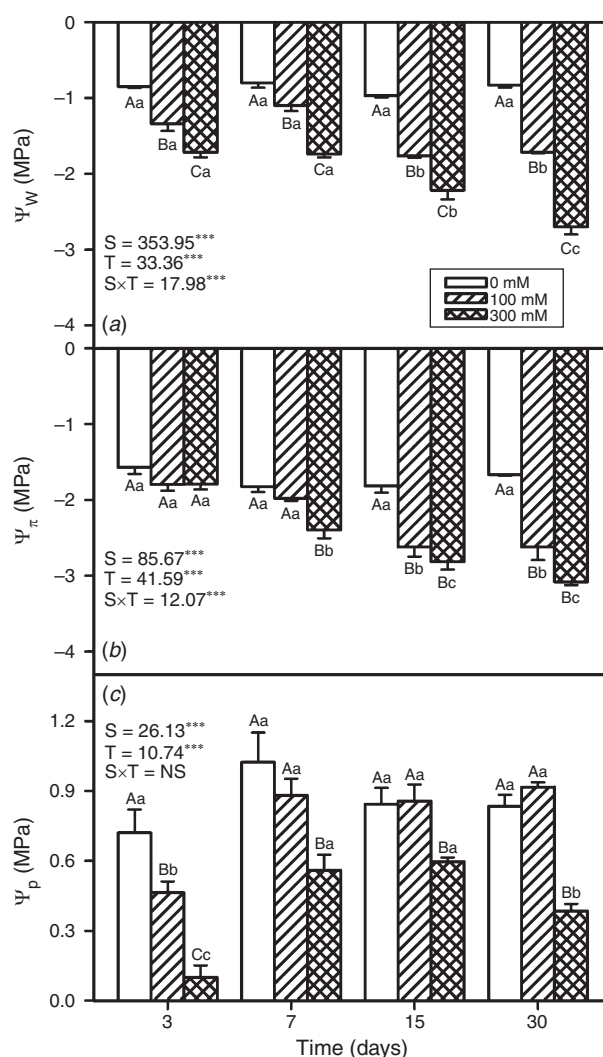 0
Aa Aa Aa Aa
–1
Ba Ba
Ca Ca Bb Bb
–2
Cb
Cc
–3
–4
Ψ_W (MPa)
S = 353.95***
T = 33.36***
S×T = 17.98***
(a)
0 mM
100 mM
300 mM
0
–1
Aa Aa Aa Aa Aa Aa Aa
–2
Bb Bb Bb
–3
Bc Bc
–4
Ψ_π (MPa)
S = 85.67***
T = 41.59***
S×T = 12.07***
(b)
(c)
S = 26.13***
T = 10.74***
S×T = NS
1.2
0.9
0.6
0.3
0.0
Ψ_p (MPa)
Aa Bb Cc
Aa Aa Ba
Aa Aa Ba
Aa Aa Bb
3 7 15 30
Time (days)